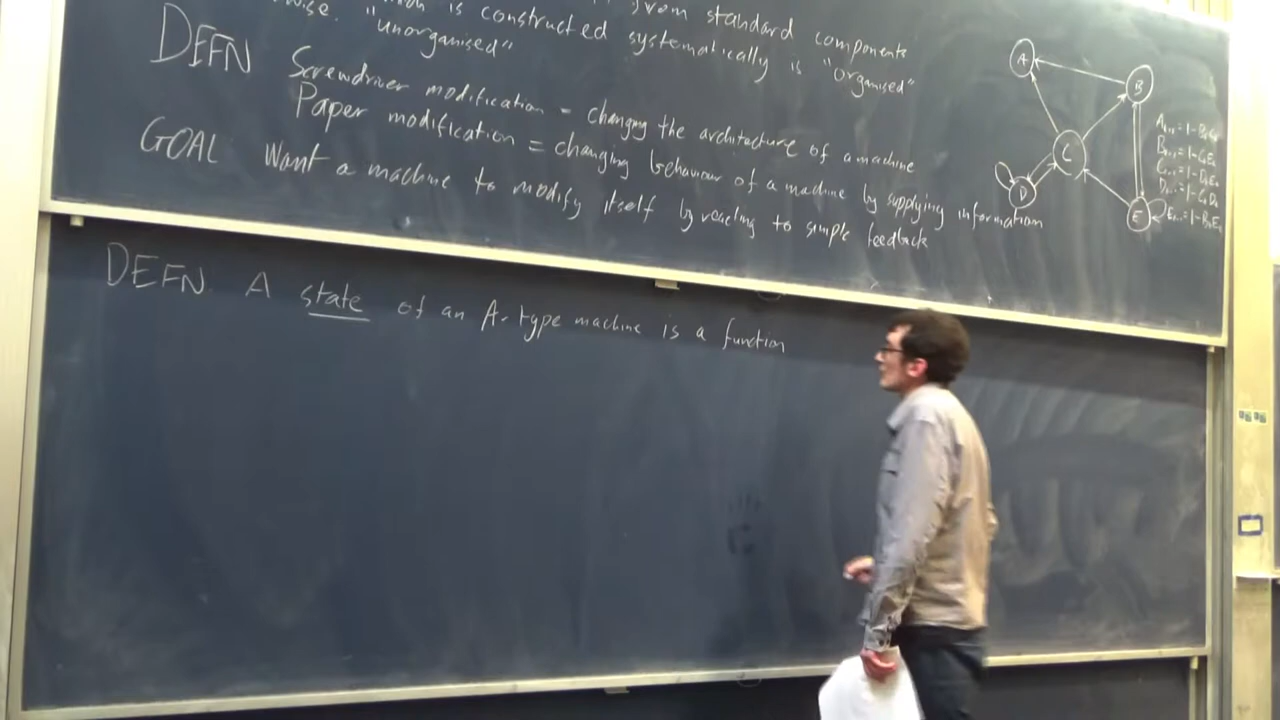 is constructed from standard components
"unorganised" systematically is "organised"
DEFN Screwdriver modification = changing the architecture of a machine
Paper modification = changing behaviour of a machine by supplying information
GOAL Want a machine to modify itself by reacting to simple feedback
A
B
C
D
E
DEFN. A state of an A-type machine is a function